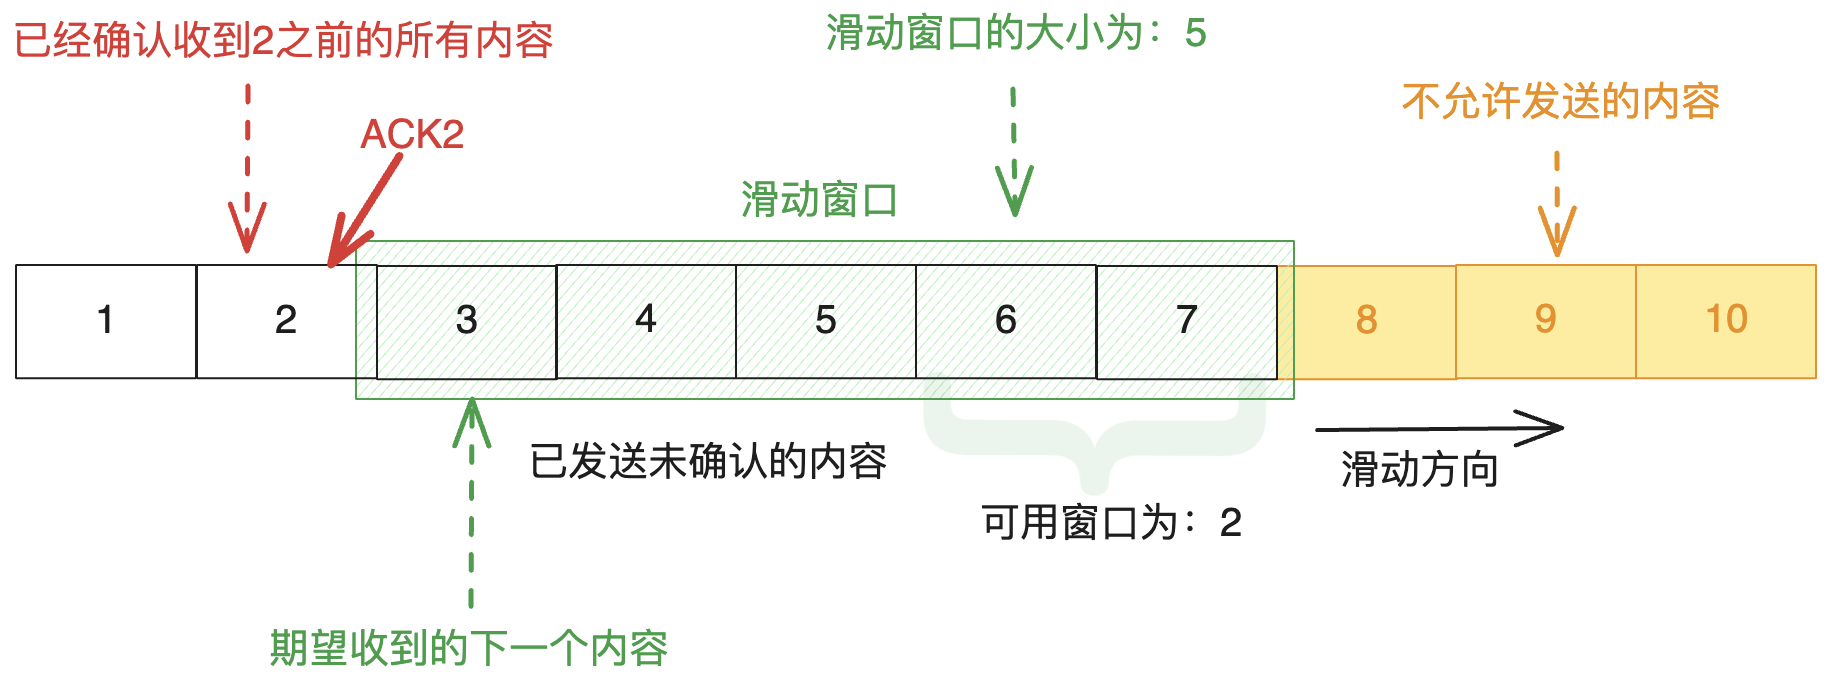 已经确认收到2之前的所有内容
滑动窗口的大小为：5
不允许发送的内容
ACK2
滑动窗口
1 2 3 4 5 6 7 8 9 10
已发送未确认的内容
滑动方向
可用窗口为：2
期望收到的下一个内容